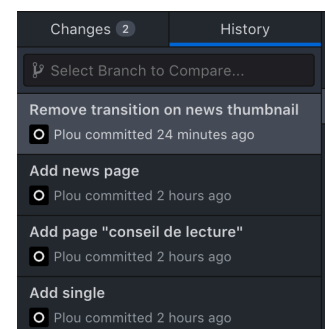 Changes 2 History
Select Branch to Compare...
Remove transition on news thumbnail
Plou committed 24 minutes ago
Add news page
Plou committed 2 hours ago
Add page "conseil de lecture"
Plou committed 2 hours ago
Add single
Plou committed 2 hours ago